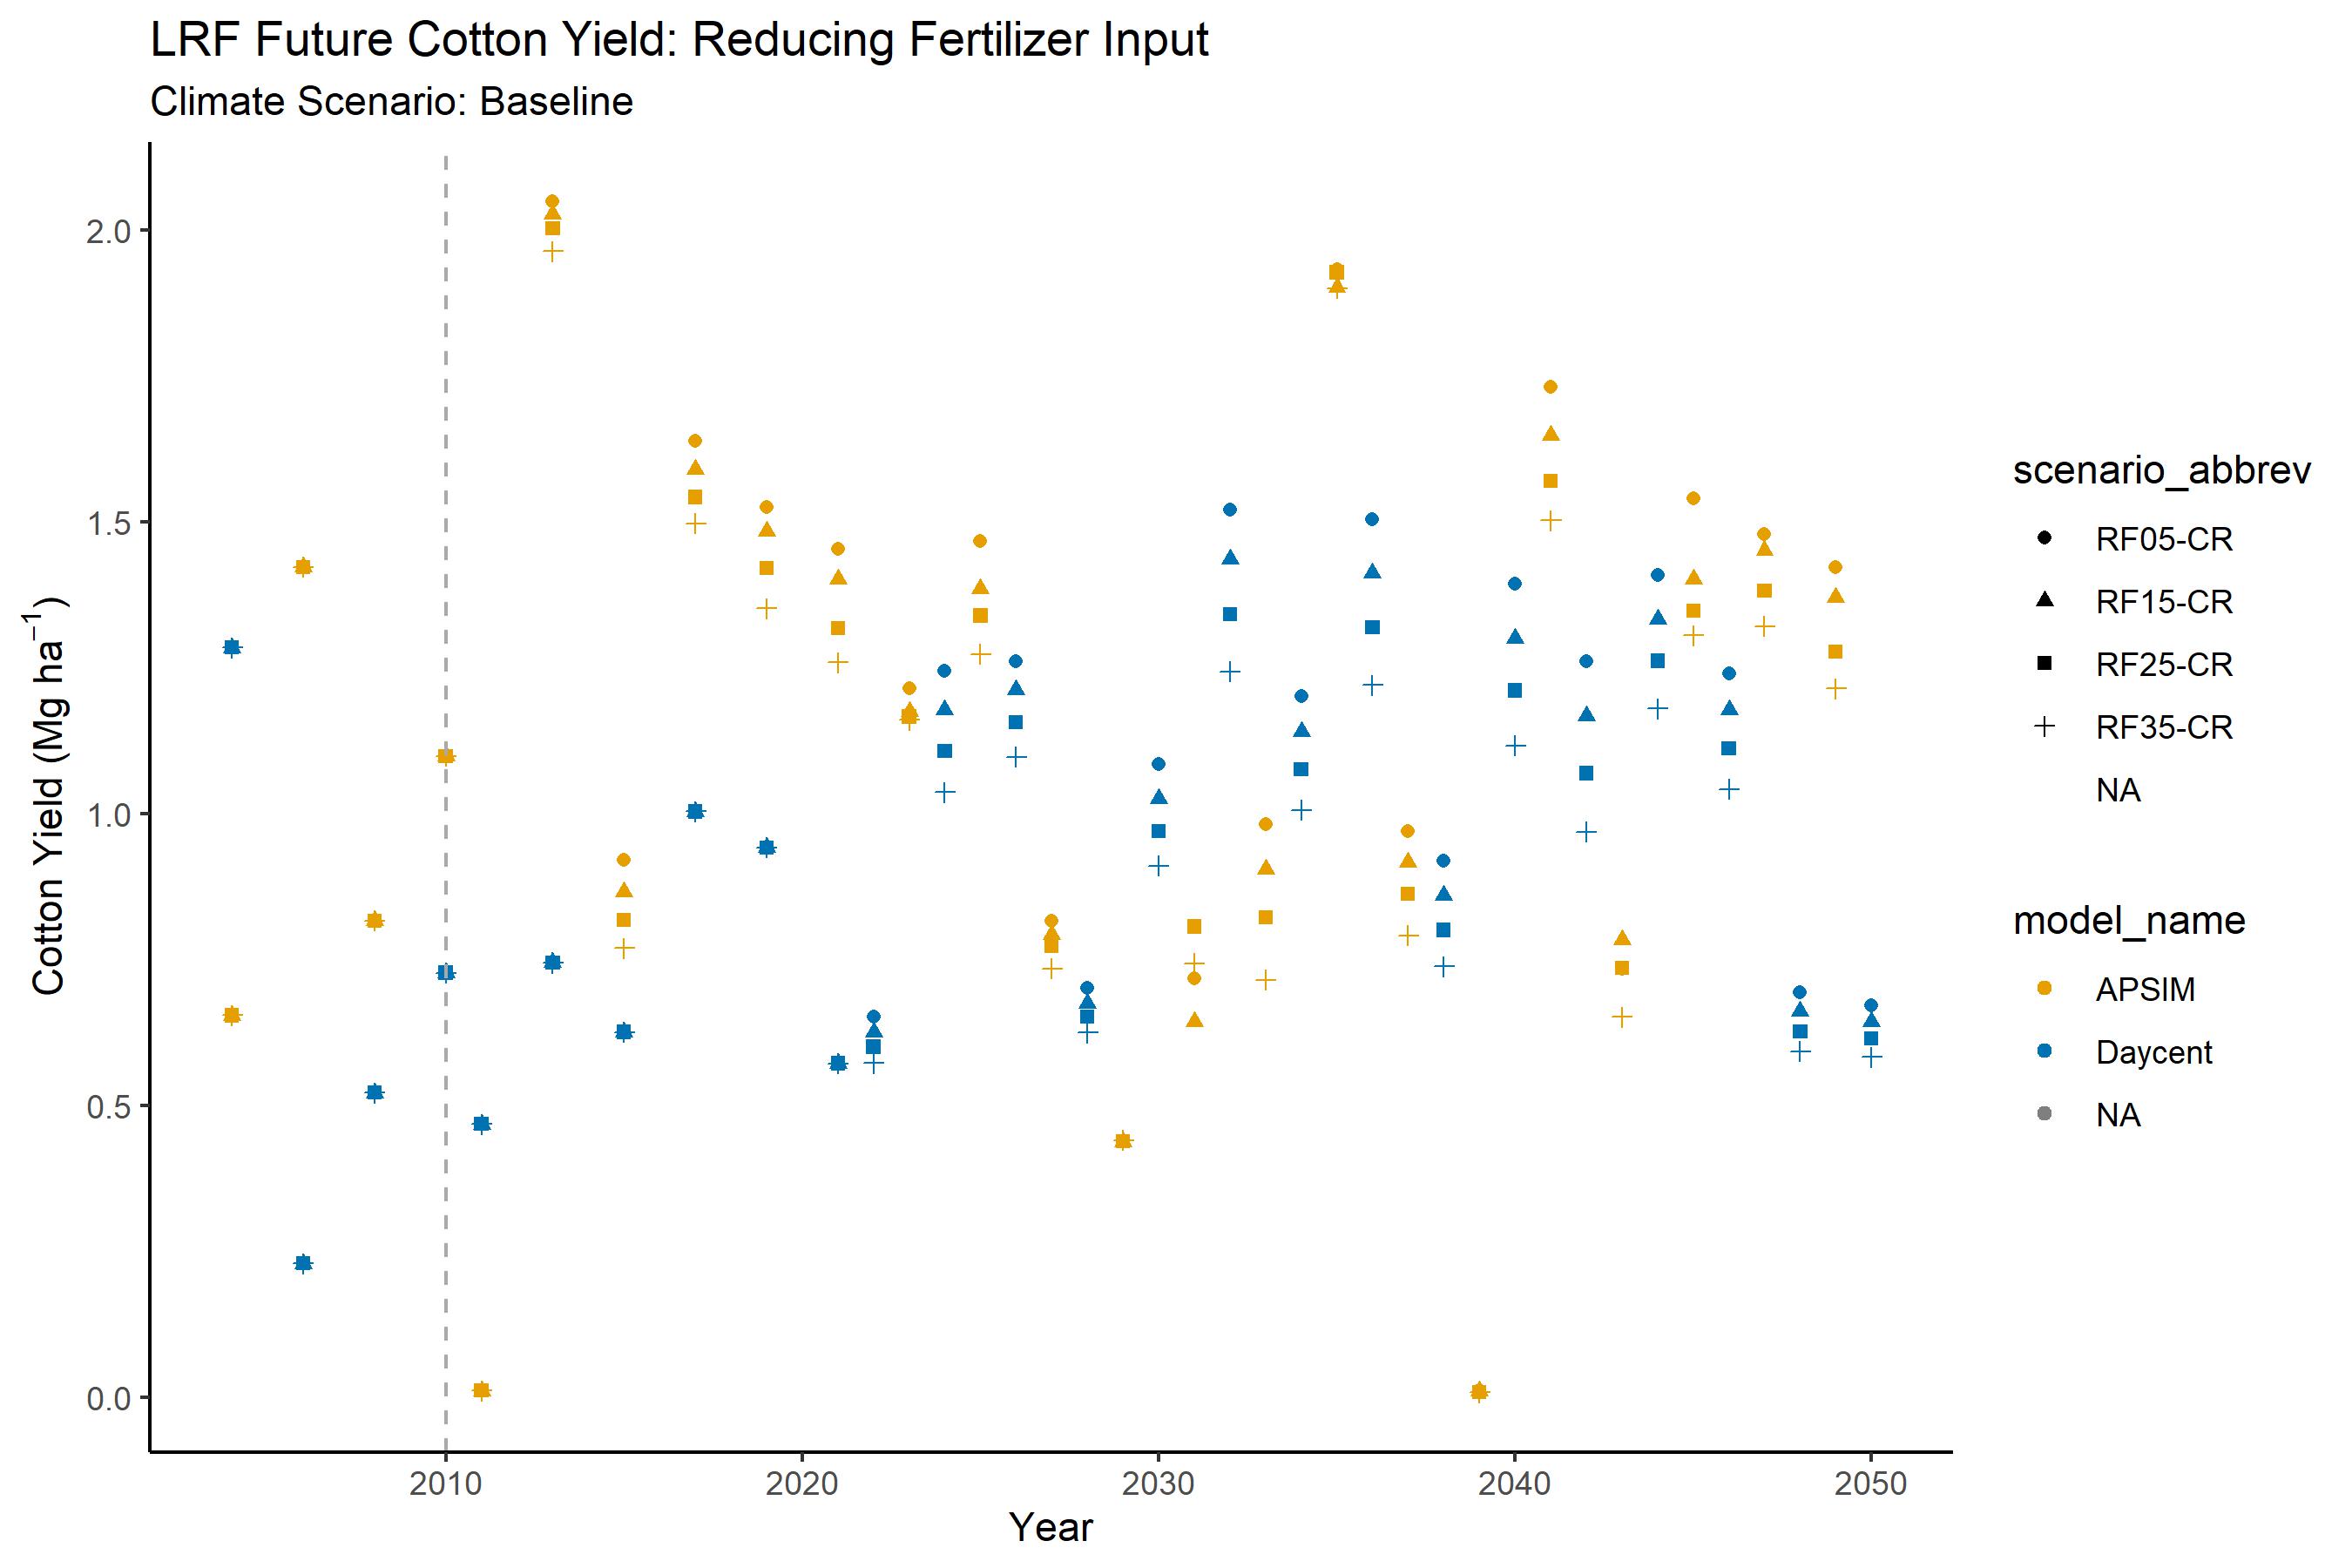 LRF Future Cotton Yield: Reducing Fertilizer Input
Climate Scenario: Baseline
Cotton Yield (Mg ha⁻¹)
2.0
1.5
1.0
0.5
0.0
2010
2020
2030
2040
2050
Year
scenario_abbrev
RF05-CR
RF15-CR
RF25-CR
RF35-CR
NA
model_name
APSIM
Daycent
NA